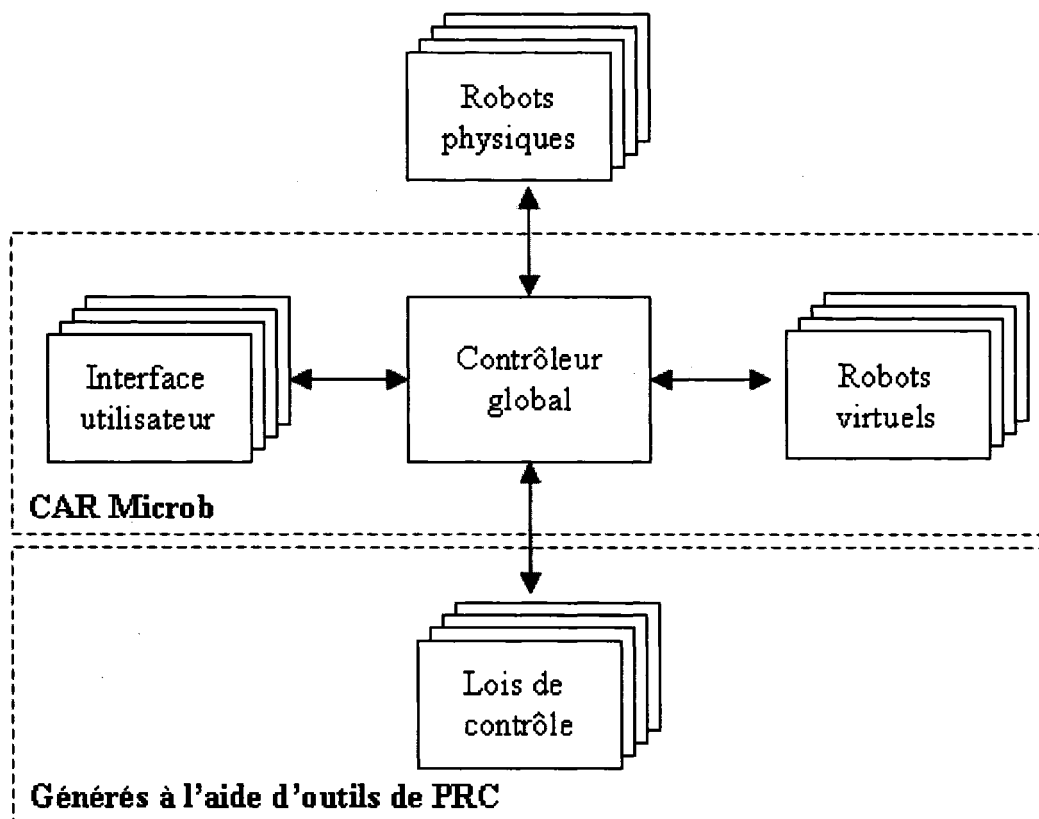 Robots
physiques
Interface
utilisateur
Contrôleur
global
Robots
virtuels
CAR Microb
Lois de
contrôle
Générés à l'aide d'outils de PRC